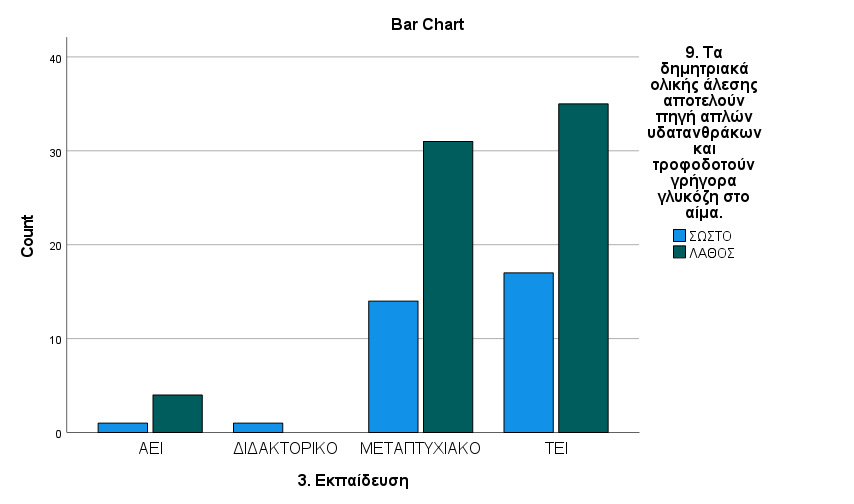 Bar Chart
40
30
20
10
0
Count
ΑΕΙ
ΔΙΔΑΚΤΟΡΙΚΟ
ΜΕΤΑΠΤΥΧΙΑΚΟ
ΤΕΙ
3. Εκπαίδευση
9. Τα
δημητριακά
ολικής άλεσης
αποτελούν
πηγή απλών
υδατανθράκων
και
τροφοδοτούν
γρήγορα
γλυκόζη στο
αίμα.
ΣΩΣΤΟ
ΛΑΘΟΣ